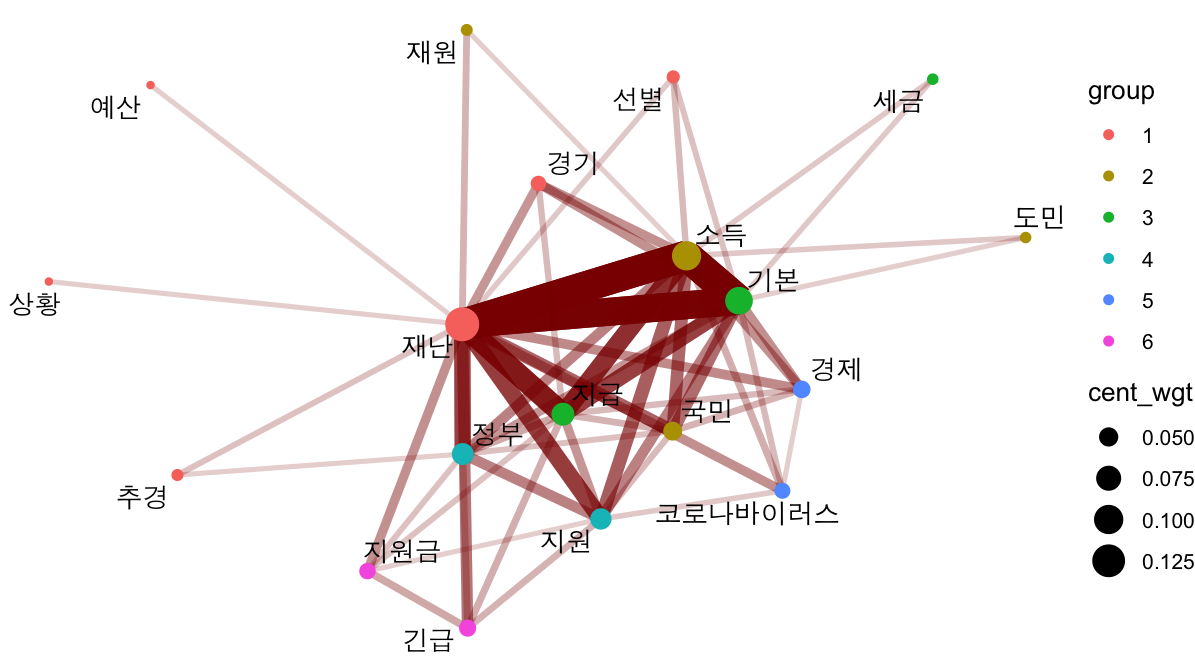 재원
예산
선별
세금
경기
도민
소득
기본
상황
재난
경제
지급
국민
정부
추경
코로나바이러스
지원
지원금
긴급
group
1
2
3
4
5
6
cent_wgt
0.050
0.075
0.100
0.125